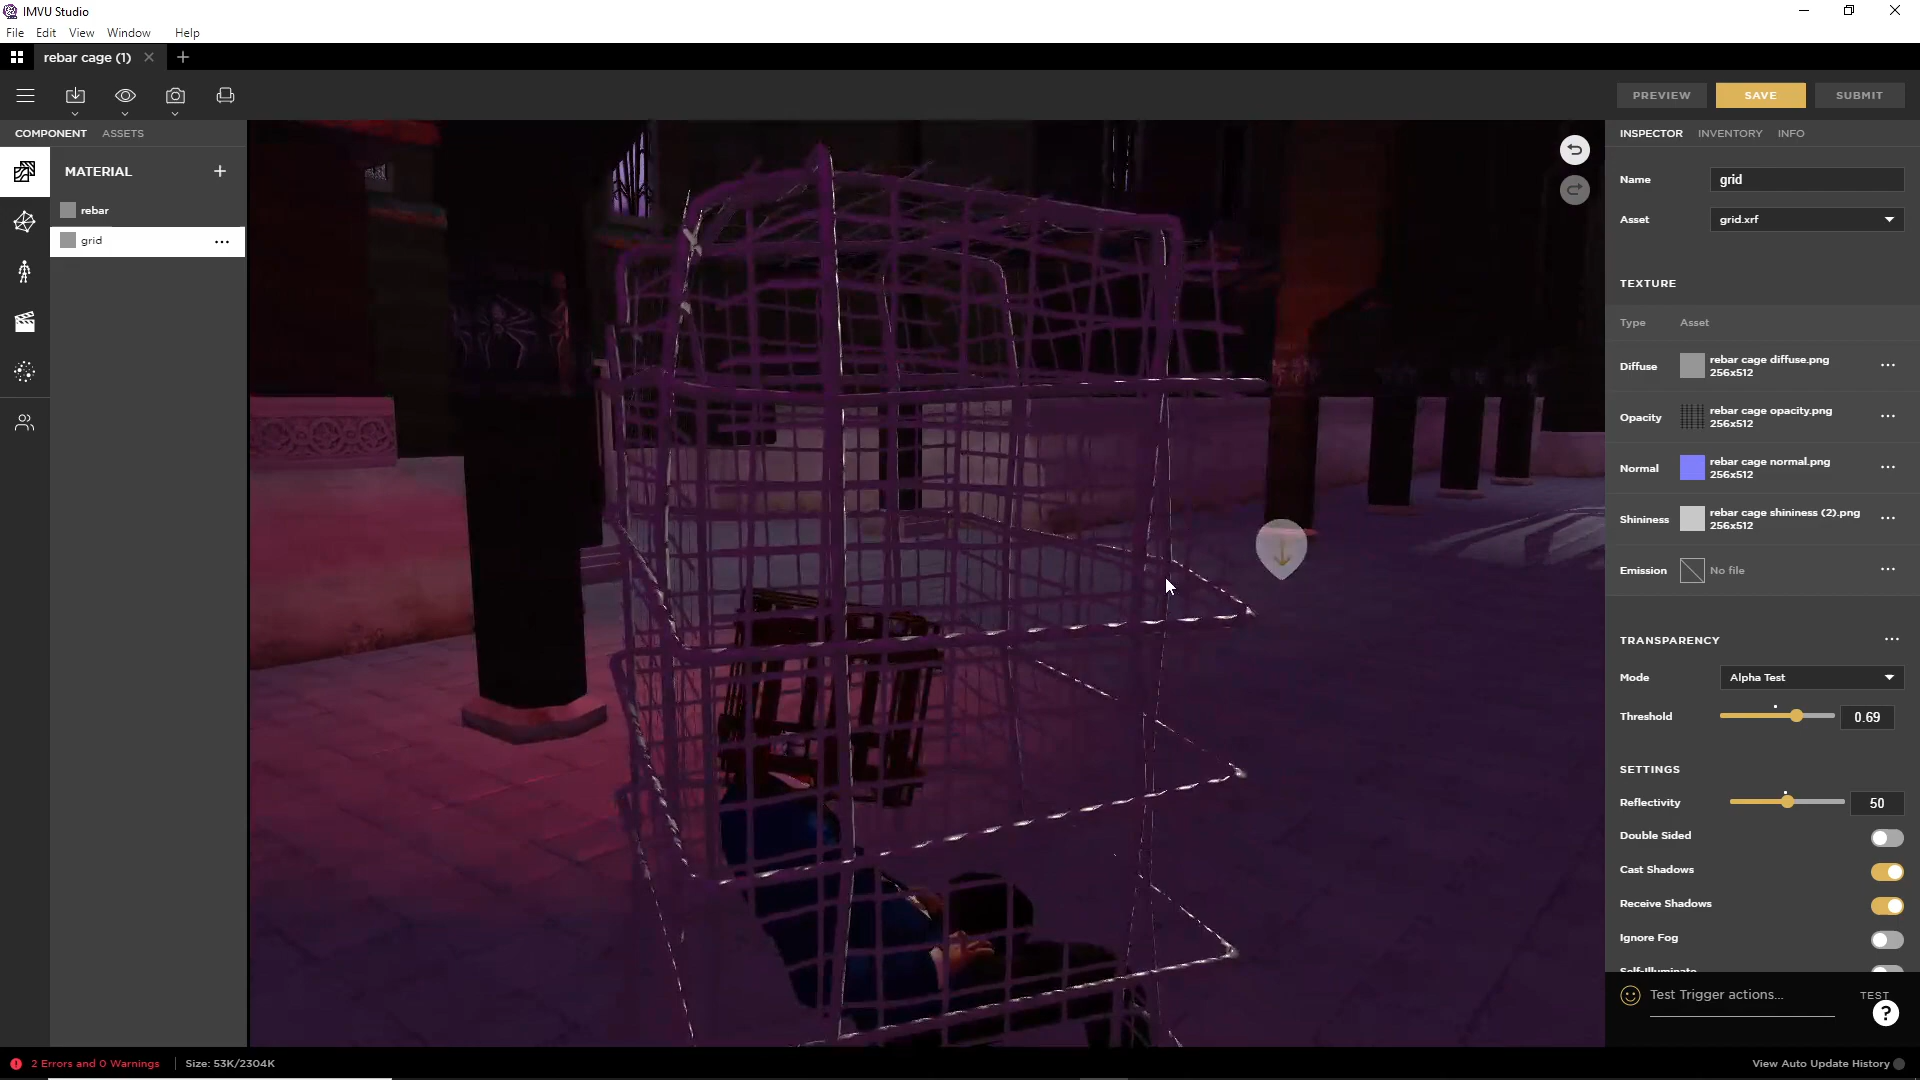 IMVU Studio
File Edit View Window Help
rebar cage (1)
PREVIEW SAVE SUBMIT
COMPONENT ASSETS
INSPECTOR INVENTORY INFO
MATERIAL
rebar
grid
Name grid
Asset grid.xrf
TEXTURE
Type Asset
Diffuse rebar cage diffuse.png
256x512
Opacity rebar cage opacity.png
256x512
Normal rebar cage normal.png
256x512
Shininess rebar cage shininess (2).png
256x512
Emission No file
TRANSPARENCY
Mode Alpha Test
Threshold 0.69
SETTINGS
Reflectivity 50
Double Sided
Cast Shadows
Receive Shadows
Ignore Fog
Self-Illuminate
Test Trigger actions... TEST
?
2 Errors and 0 Warnings Size: 53K/2304K View Auto Update History